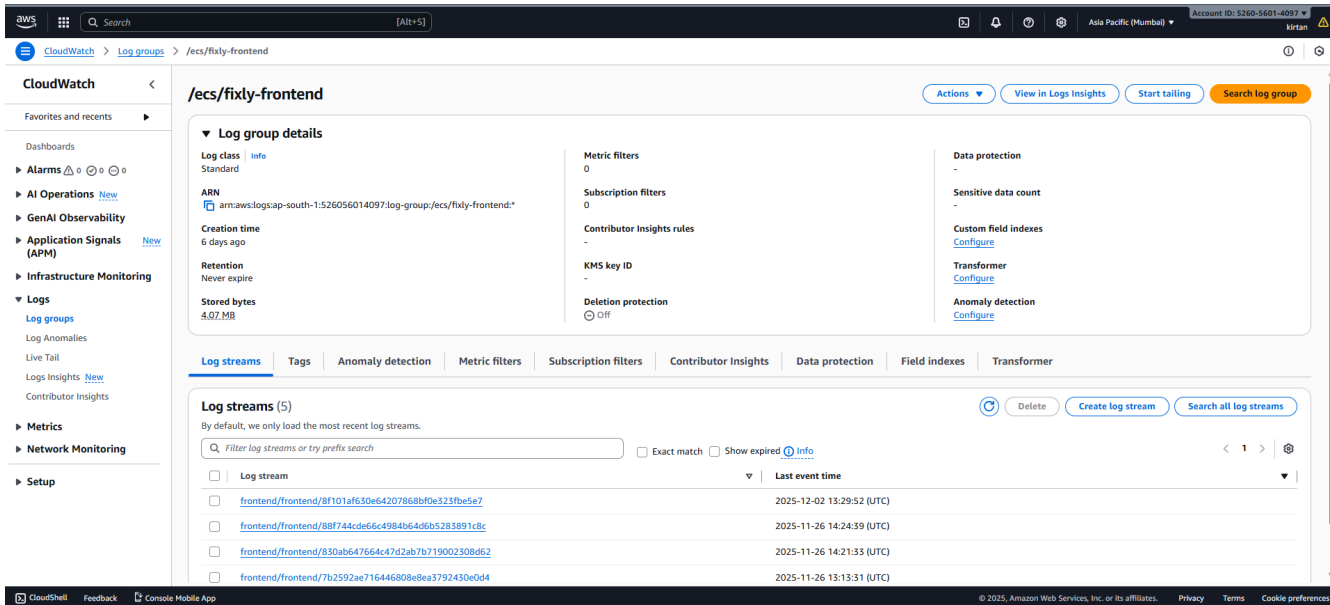 aws
Search [Alt+S]
Asia Pacific (Mumbai) ▼
Account ID: 5260-5601-4097 ▼
kirtan
CloudWatch > Log groups > /ecs/fixly-frontend
CloudWatch
Favorites and recents
Dashboards
Alarms 0 0 0
AI Operations New
GenAI Observability
Application Signals New
(APM)
Infrastructure Monitoring
Logs
Log groups
Log Anomalies
Live Tail
Logs Insights New
Contributor Insights
Metrics
Network Monitoring
Setup
/ecs/fixly-frontend
Actions ▼
View in Logs Insights
Start tailing
Search log group
Log group details
Log class Info
Standard
ARN
arn:aws:logs:ap-south-1:526056014097:log-group:/ecs/fixly-frontend:*
Creation time
6 days ago
Retention
Never expire
Stored bytes
4.07 MB
Metric filters
0
Subscription filters
0
Contributor Insights rules
-
KMS key ID
-
Deletion protection
Off
Data protection
-
Sensitive data count
-
Custom field indexes
Configure
Transformer
Configure
Anomaly detection
Configure
Log streams Tags Anomaly detection Metric filters Subscription filters Contributor Insights Data protection Field indexes Transformer
Log streams (5)
Delete
Create log stream
Search all log streams
By default, we only load the most recent log streams.
Filter log streams or try prefix search
Exact match
Show expired Info
< 1 >
Log stream Last event time
frontend/frontend/8f101af630e64207868bf0e323fbe5e7 2025-12-02 13:29:52 (UTC)
frontend/frontend/88f744cde66c4984b64d6b5283891c8c 2025-11-26 14:24:39 (UTC)
frontend/frontend/830ab647664c47d2ab7b719002308d62 2025-11-26 14:21:33 (UTC)
frontend/frontend/7b2592ae716446808e8ea3792430e0d4 2025-11-26 13:13:31 (UTC)
CloudShell Feedback Console Mobile App
© 2025, Amazon Web Services, Inc. or its affiliates. Privacy Terms Cookie preferences